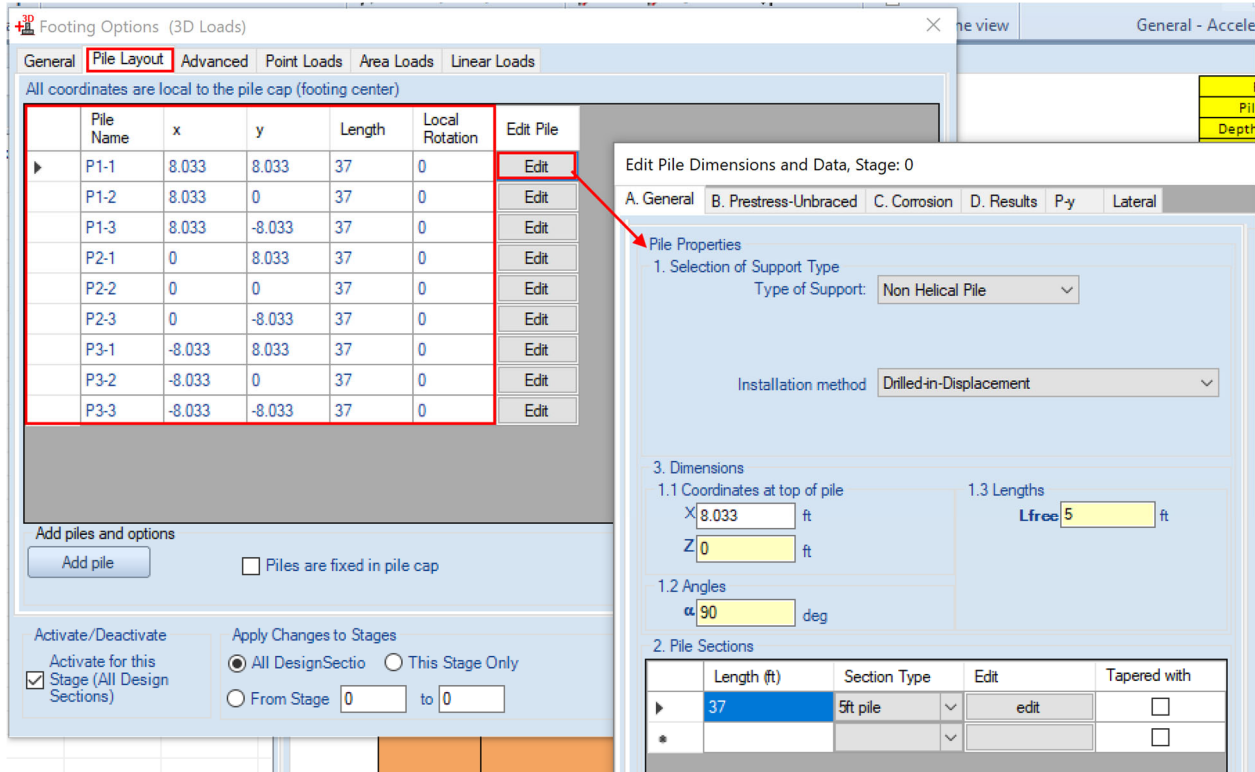 3D
Footing Options (3D Loads)
ne view
General - Accele
General Pile Layout Advanced Point Loads Area Loads Linear Loads
All coordinates are local to the pile cap (footing center)
Pil
Depth
Pile Name x y Length Local Rotation Edit Pile
P1-1 8.033 8.033 37 0 Edit
P1-2 8.033 0 37 0 Edit
P1-3 8.033 -8.033 37 0 Edit
P2-1 0 8.033 37 0 Edit
P2-2 0 0 37 0 Edit
P2-3 0 -8.033 37 0 Edit
P3-1 -8.033 8.033 37 0 Edit
P3-2 -8.033 0 37 0 Edit
P3-3 -8.033 -8.033 37 0 Edit
Add piles and options
Add pile
Piles are fixed in pile cap
Activate/Deactivate
Activate for this
Stage (All Design
Sections)
Apply Changes to Stages
All DesignSectio This Stage Only
From Stage 0 to 0
Edit Pile Dimensions and Data, Stage: 0
A. General B. Prestress-Unbraced C. Corrosion D. Results P-y Lateral
Pile Properties
1. Selection of Support Type
Type of Support: Non Helical Pile
Installation method Drilled-in-Displacement
3. Dimensions
1.1 Coordinates at top of pile
X 8.033 ft
Z 0 ft
1.3 Lengths
Lfree 5 ft
1.2 Angles
α 90 deg
2. Pile Sections
Length (ft) Section Type Edit Tapered with
37 5ft pile edit